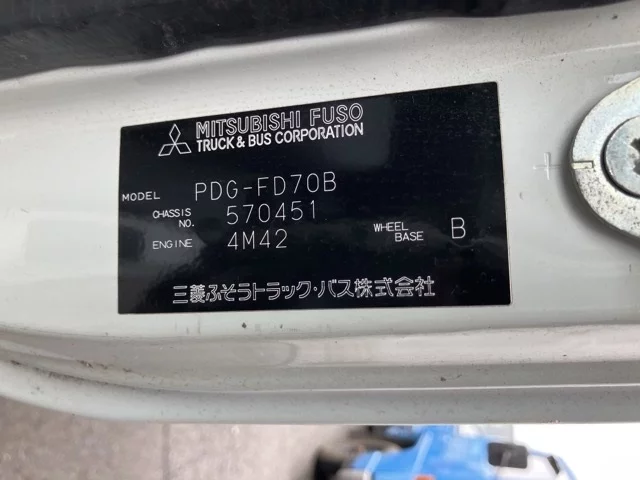 MITSUBISHI FUSO
TRUCK & BUS CORPORATION
MODEL PDG-FD70B
CHASSIS NO. 570451
ENGINE 4M42 WHEEL BASE B
三菱ふそうトラック・バス株式会社